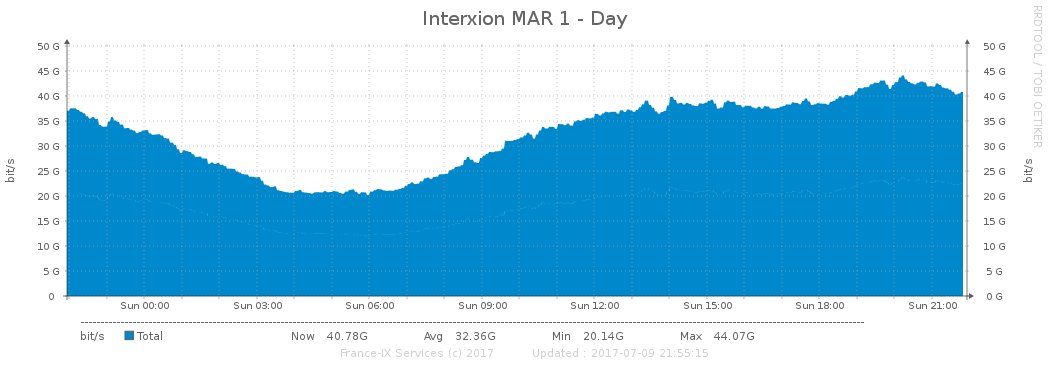 Interxion MAR 1 - Day
RRDTOOL / TOBI OETIKER
50 G 50 G
45 G 45 G
40 G 40 G
35 G 35 G
30 G 30 G
25 G 25 G
20 G 20 G
15 G 15 G
10 G 10 G
5 G 5 G
0 0 G
bit/s
bit/s
Sun 00:00 Sun 03:00 Sun 06:00 Sun 09:00 Sun 12:00 Sun 15:00 Sun 18:00 Sun 21:00
bit/s Total Now 40.78G Avg 32.36G Min 20.14G Max 44.07G
France-IX Services (c) 2017 Updated : 2017-07-09 21:55:15